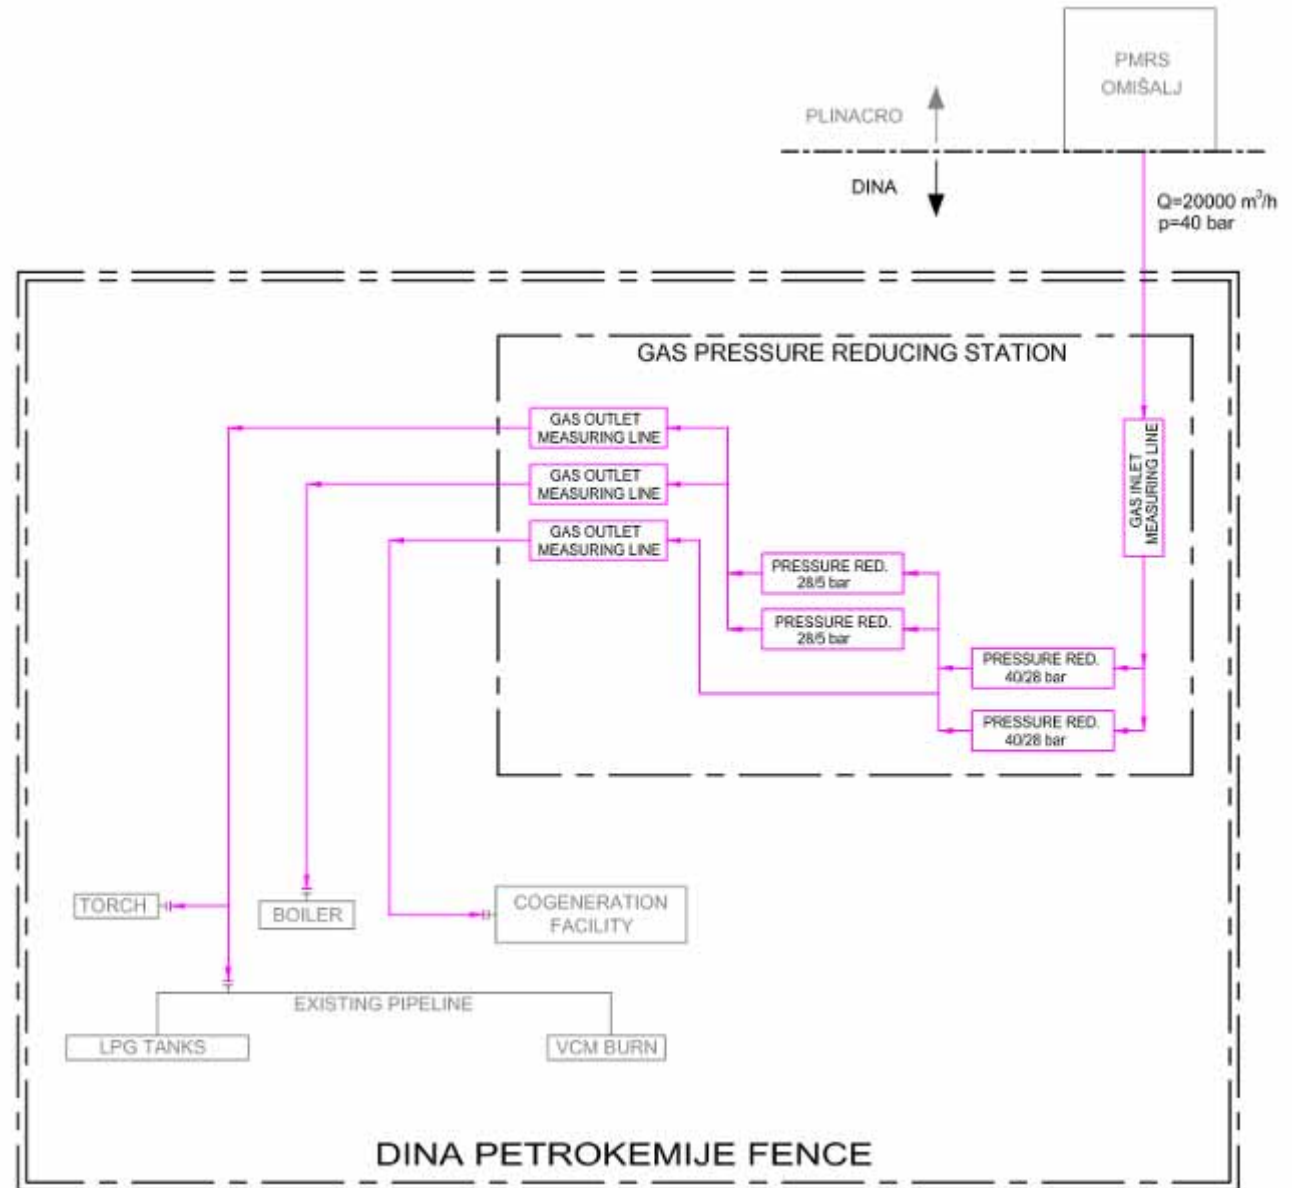 PMRS
OMIŠALJ
PLINACRO
DINA
Q=20000 m³/h
p=40 bar
GAS PRESSURE REDUCING STATION
GAS OUTLET
MEASURING LINE
GAS OUTLET
MEASURING LINE
GAS OUTLET
MEASURING LINE
GAS INLET
MEASURING LINE
PRESSURE RED.
28/5 bar
PRESSURE RED.
28/5 bar
PRESSURE RED.
40/28 bar
PRESSURE RED.
40/28 bar
TORCH
BOILER
COGENERATION
FACILITY
EXISTING PIPELINE
LPG TANKS
VCM BURN
DINA PETROKEMIJE FENCE